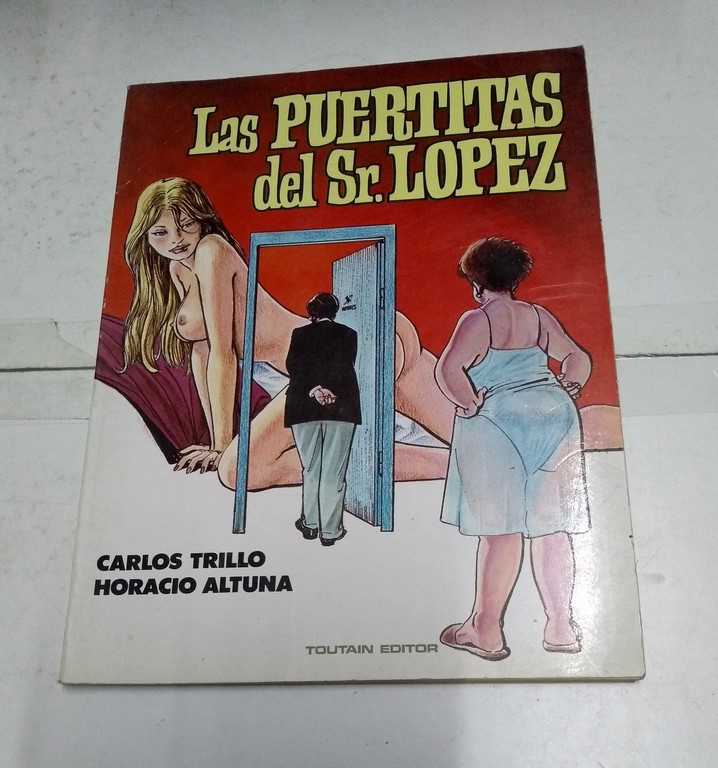 Las PUERTITAS
del Sr. LOPEZ
CARLOS TRILLO
HORACIO ALTUNA
TOUTAIN EDITOR